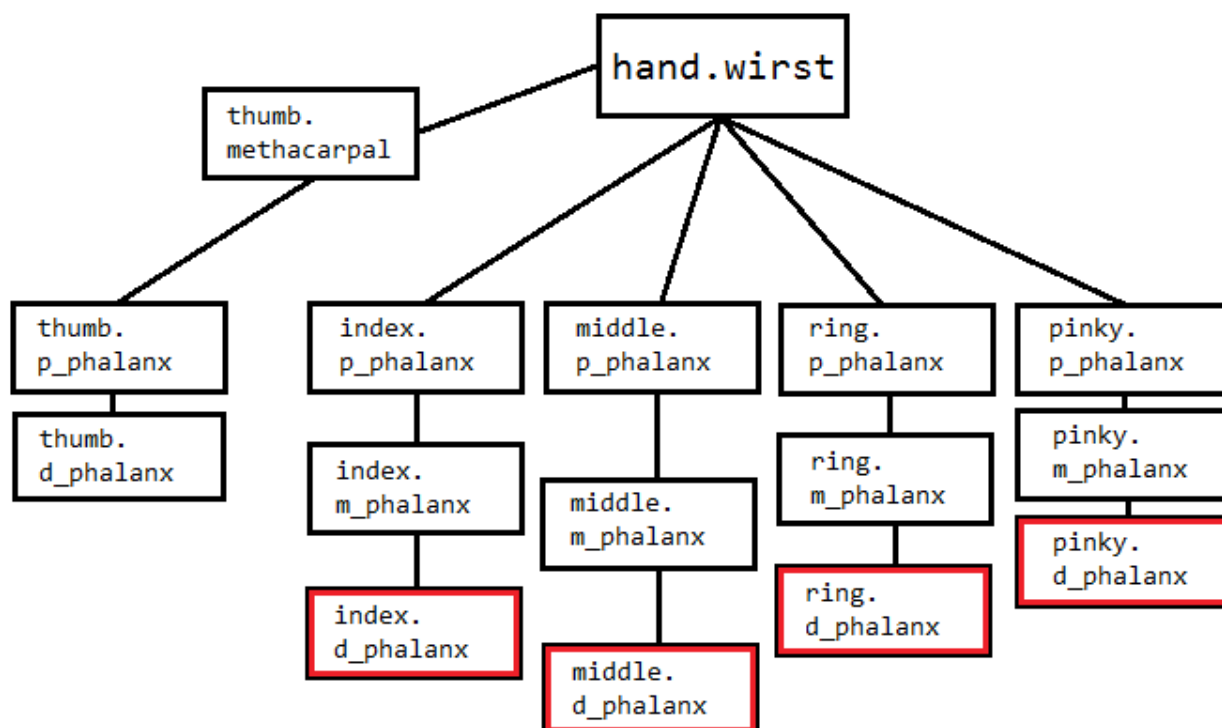 hand.wirst
thumb.
methacarpal
thumb.
p_phalanx
index.
p_phalanx
middle.
p_phalanx
ring.
p_phalanx
pinky.
p_phalanx
thumb.
d_phalanx
index.
m_phalanx
middle.
m_phalanx
ring.
m_phalanx
pinky.
m_phalanx
index.
d_phalanx
middle.
d_phalanx
ring.
d_phalanx
pinky.
d_phalanx